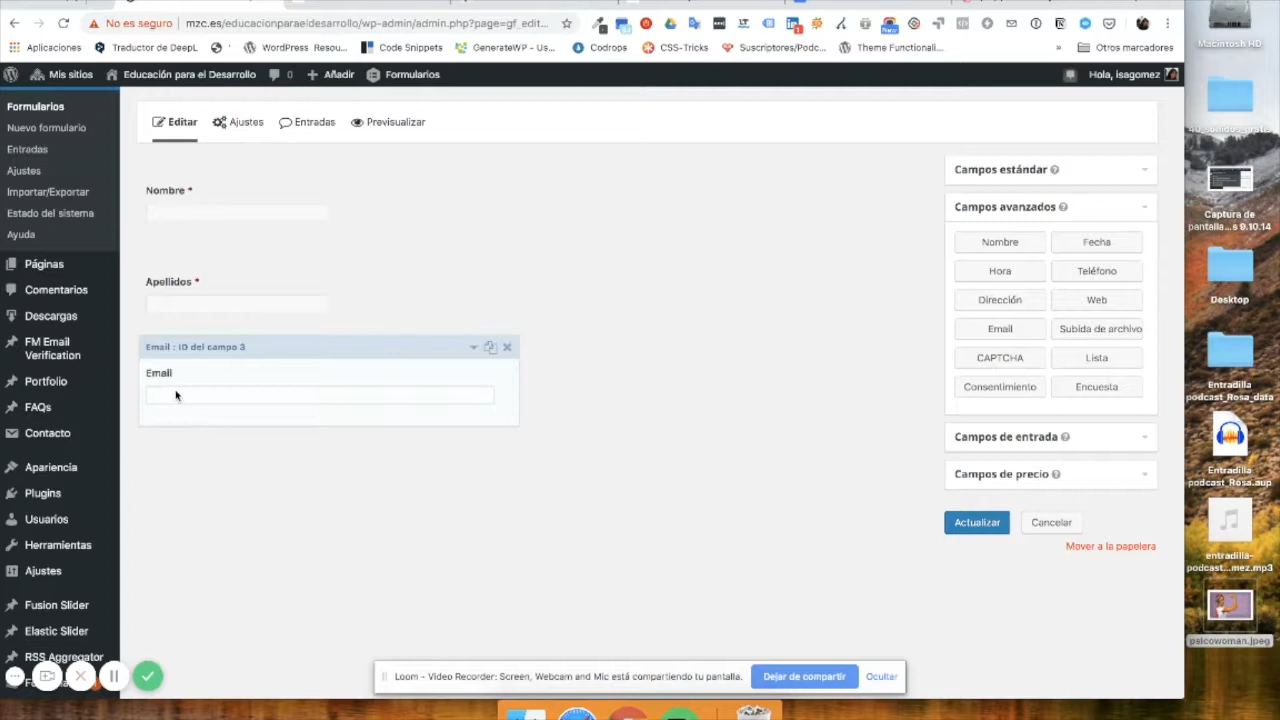 No es seguro mzc.es/educacionparaeldesarrollo/wp-admin/admin.php?page=gf_edit...
Aplicaciones Traductor de DeepL WordPress Resou... Code Snippets GenerateWP - Us... Codrops CSS-Tricks Suscriptores/Podc... Theme Functionali... » Otros marcadores
Mis sitios Educación para el Desarrollo 0 Añadir Formularios Hola, isagomez
Formularios
Nuevo formulario
Entradas
Ajustes
Importar/Exportar
Estado del sistema
Ayuda
Páginas
Comentarios
Descargas
FM Email
Verification
Portfolio
FAQs
Contacto
Apariencia
Plugins
Usuarios
Herramientas
Ajustes
Fusion Slider
Elastic Slider
RSS Aggregator
Editar Ajustes Entradas Previsualizar
Nombre *
Apellidos *
Email : ID del campo 3
Email
Campos estándar
Campos avanzados
Nombre Fecha
Hora Teléfono
Dirección Web
Email Subida de archivo
CAPTCHA Lista
Consentimiento Encuesta
Campos de entrada
Campos de precio
Actualizar Cancelar
Mover a la papelera
Loom - Video Recorder: Screen, Webcam and Mic está compartiendo tu pantalla. Dejar de compartir Ocultar
Macintosh HD
40_sonidos_gratis
Captura de
pantalla...s 9.10.14
Desktop
Entradilla
podcast_Rosa_data
Entradilla
podcast_Rosa.aup
entradilla-
podcast...mez.mp3
psicowoman.jpeg